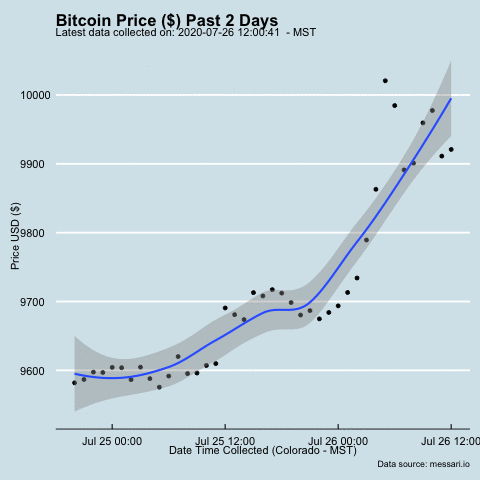 Bitcoin Price ($) Past 2 Days
Latest data collected on: 2020-07-26 12:00:41 - MST
10000
9900
9800
9700
9600
Price USD ($)
Jul 25 00:00 Jul 25 12:00 Jul 26 00:00 Jul 26 12:00
Date Time Collected (Colorado - MST)
Data source: messari.io